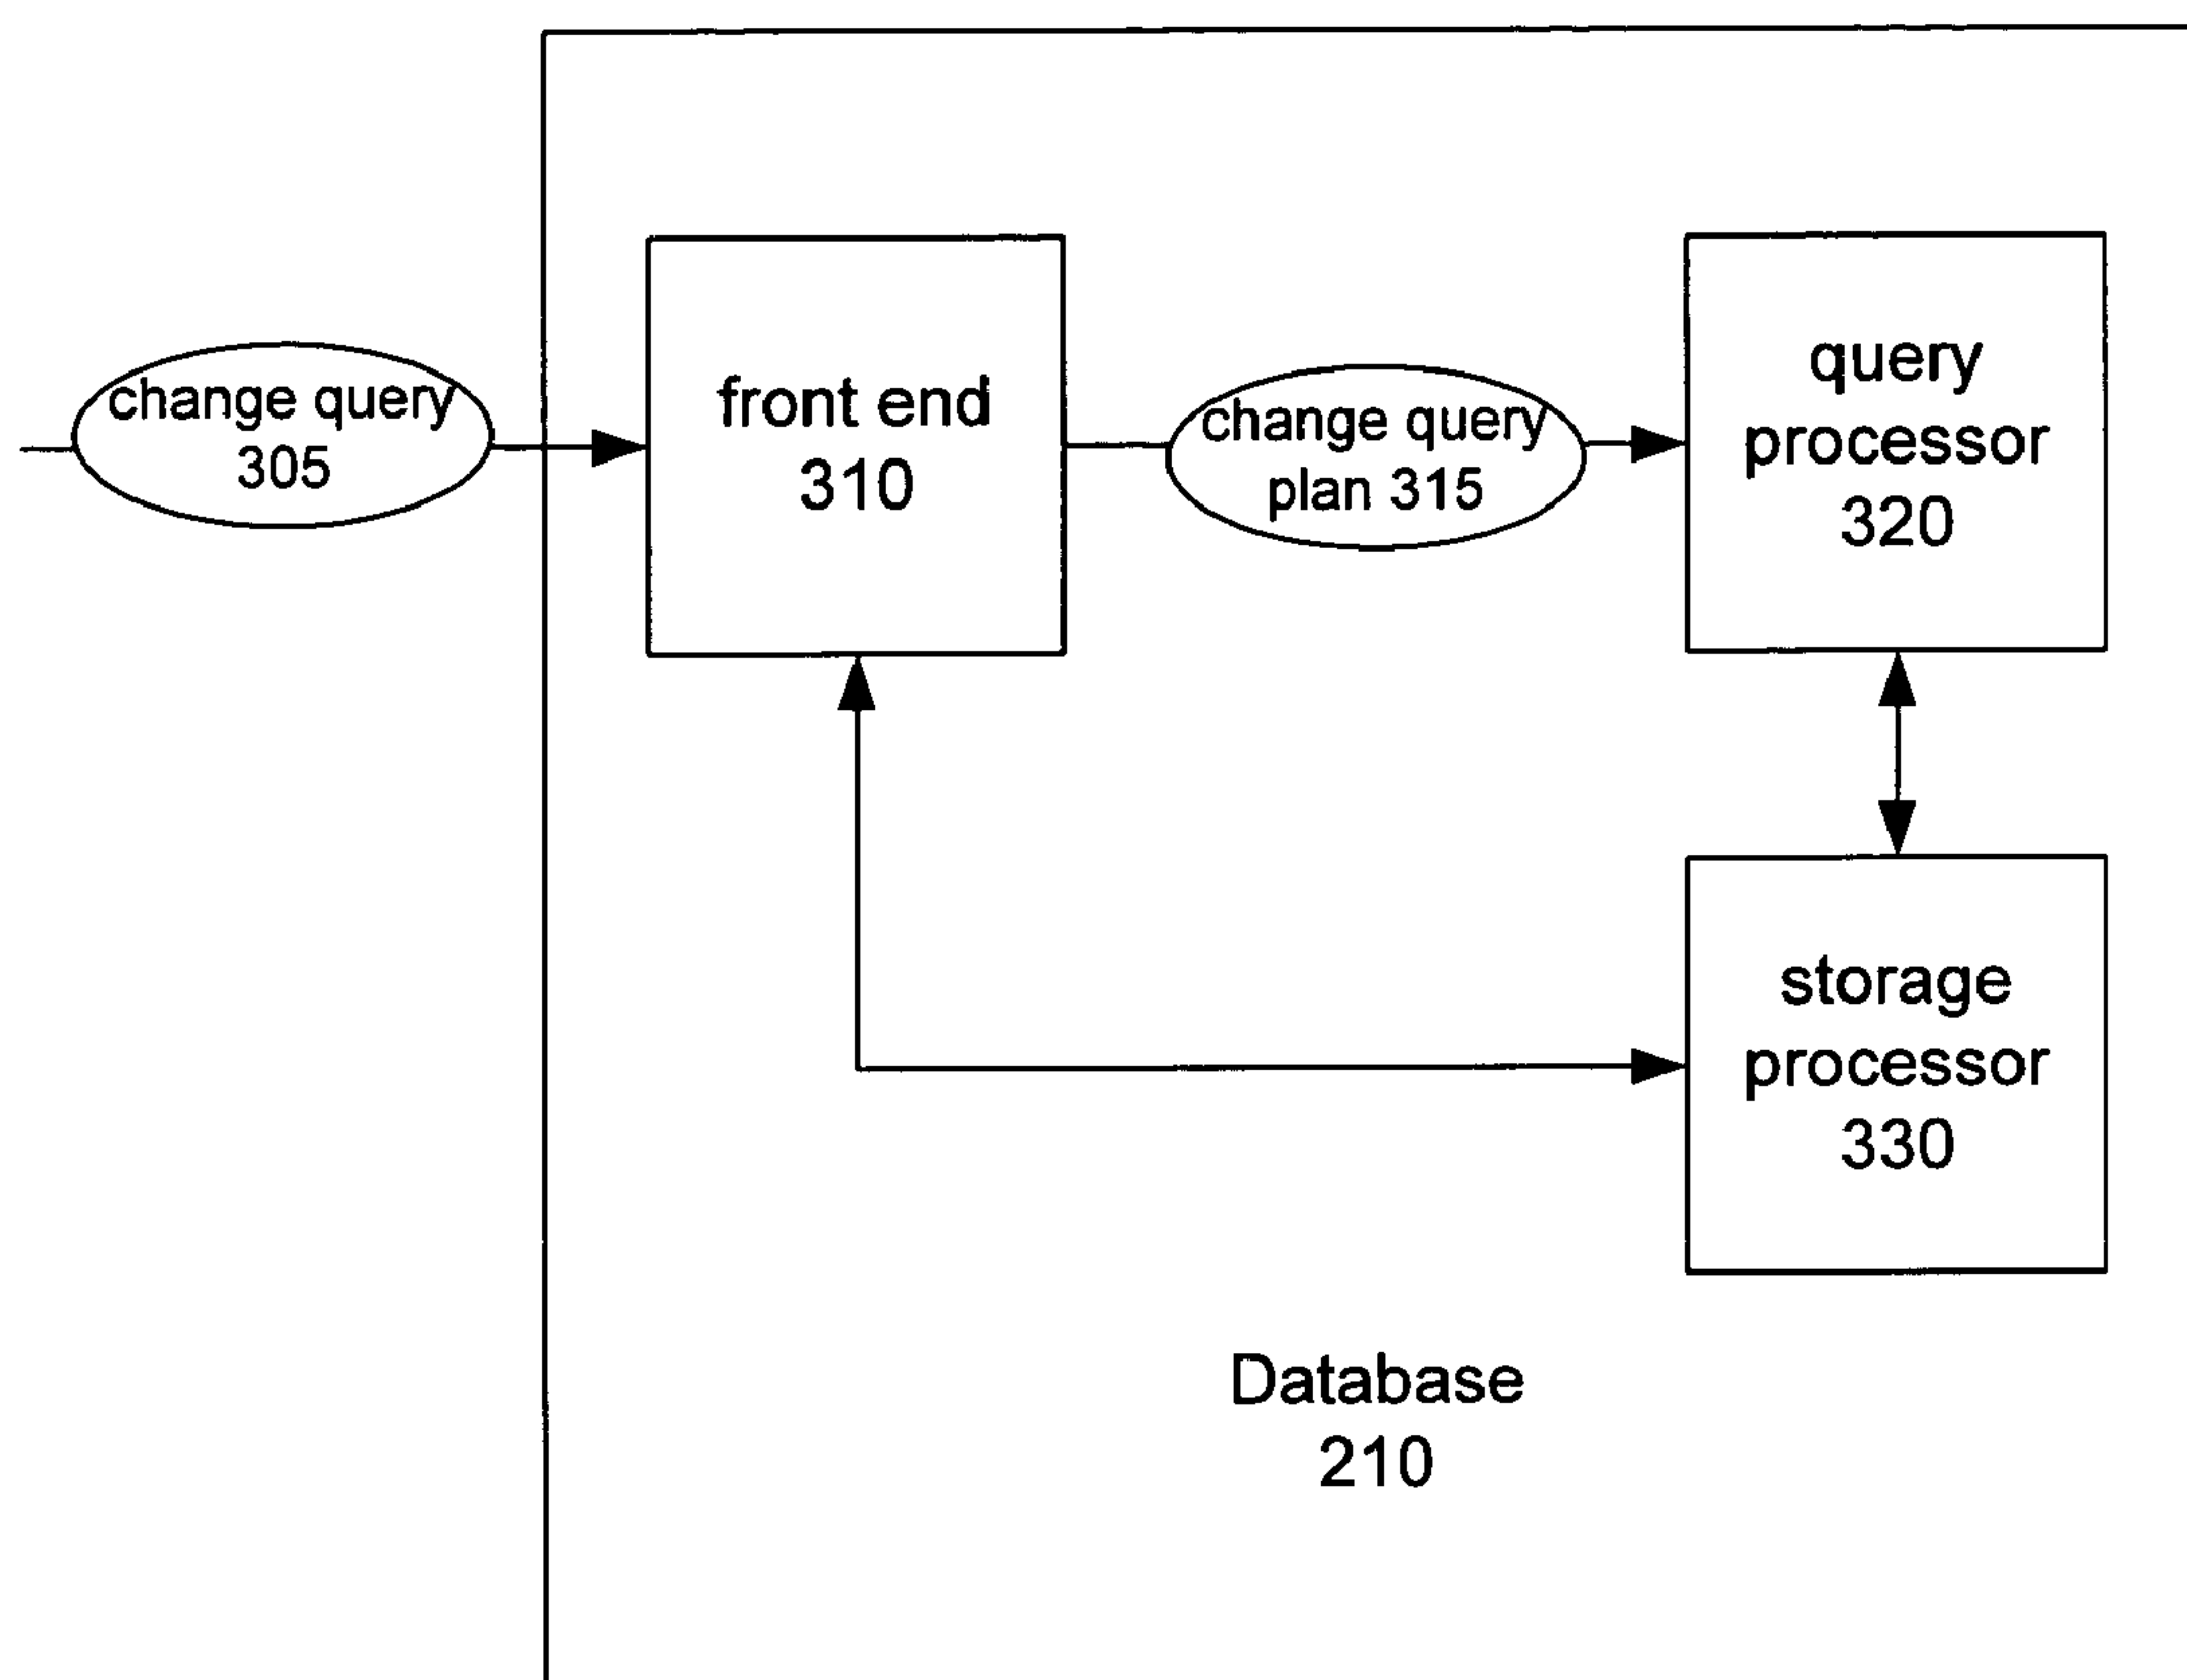 change query
305
front end
310
change query
plan 315
query
processor
320
storage
processor
330
Database
210